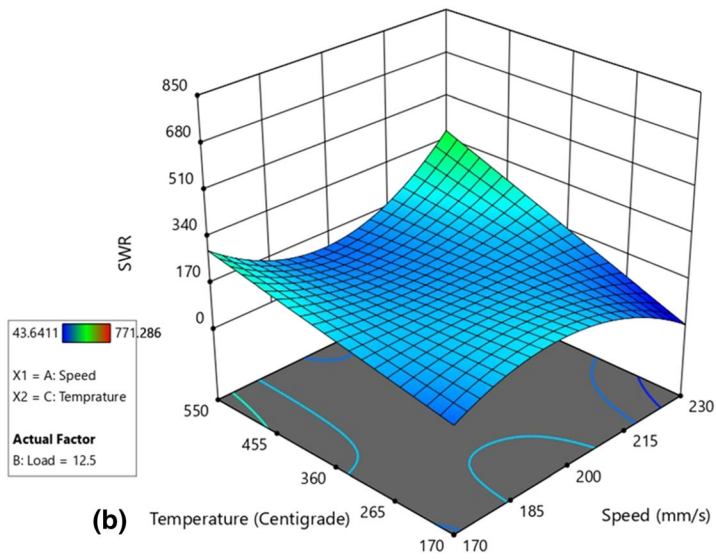 850
680
510
340
170
0
SWR
43.6411 771.286
X1 = A: Speed
X2 = C: Temprature
Actual Factor
B: Load = 12.5
550
455
360
265
170
170
185
200
215
230
(b) Temperature (Centigrade)
Speed (mm/s)